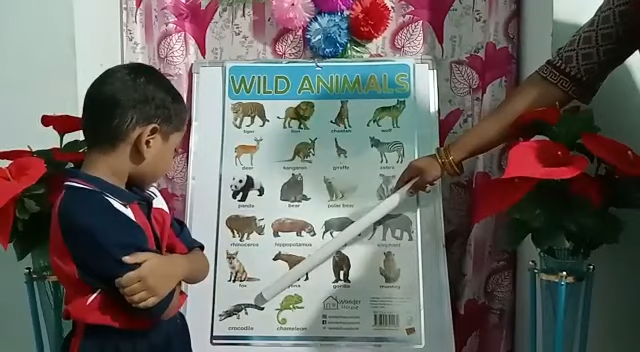 WILD ANIMALS
tiger lion cheetah wolf
deer kangaroo giraffe zebra
panda bear polar bear
rhinoceros hippopotamus elephant
fox gorilla monkey
crocodile chameleon